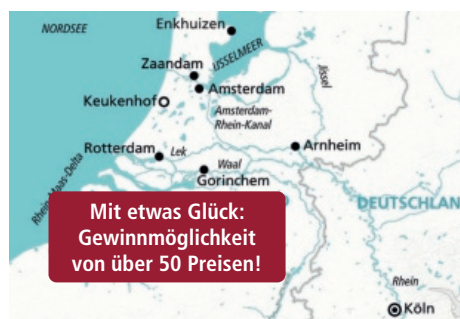 NORDSEE
Enkhuizen
IJSSELMEER
Zaandam
Amsterdam
IJssel
Keukenhof
Amsterdam-
Rhein-Kanal
Rotterdam
Lek
Arnheim
Waal
Gorinchem
Rhein-Maas-Delta
DEUTSCHLAN
Mit etwas Glück:
Gewinnmöglichkeit
von über 50 Preisen!
Rhein
Köln